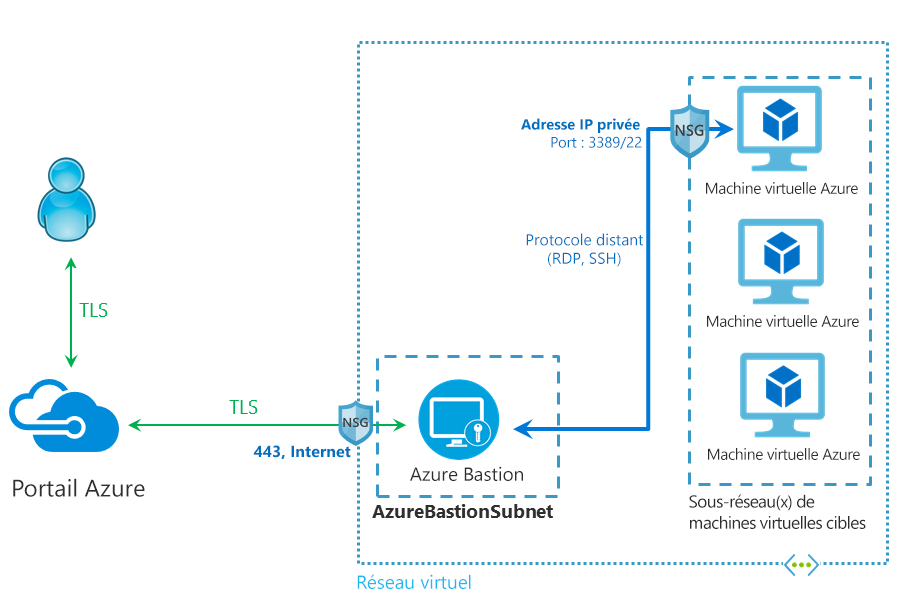 Adresse IP privée
Port : 3389/22
NSG
Machine virtuelle Azure
Protocole distant
(RDP, SSH)
Machine virtuelle Azure
TLS
TLS
NSG
443, Internet
Portail Azure
Azure Bastion
AzureBastionSubnet
Machine virtuelle Azure
Sous-réseau(x) de
machines virtuelles cibles
Réseau virtuel